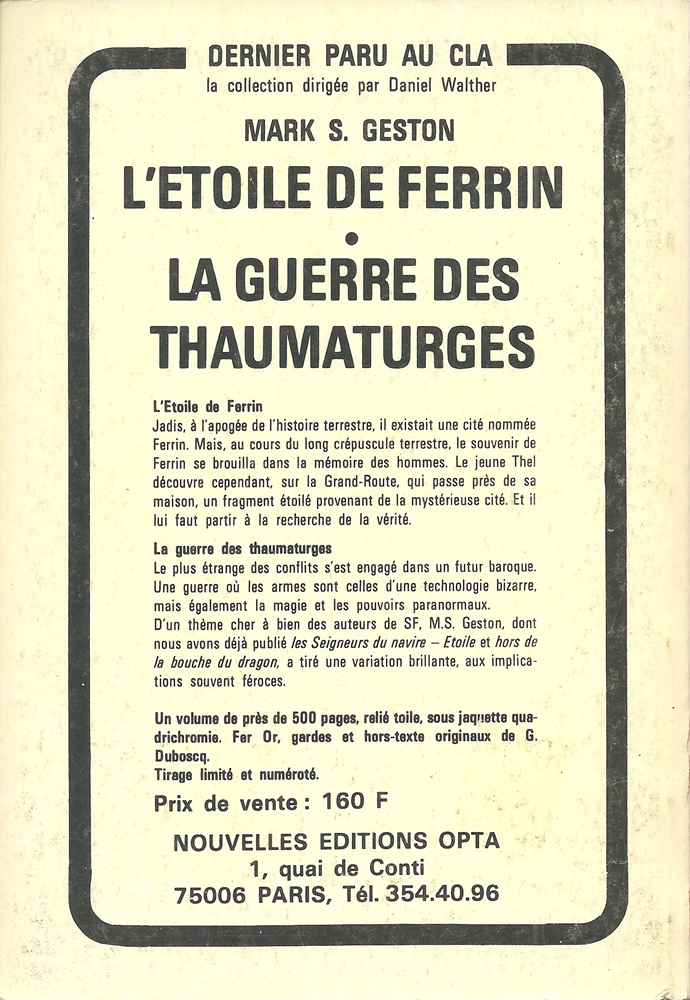 DERNIER PARU AU CLA
la collection dirigée par Daniel Walther
MARK S. GESTON
L'ETOILE DE FERRIN
•
LA GUERRE DES
THAUMATURGES
L'Etoile de Ferrin
Jadis, à l'apogée de l'histoire terrestre, il existait une cité nommée
Ferrin. Mais, au cours du long crépuscule terrestre, le souvenir de
Ferrin se brouilla dans la mémoire des hommes. Le jeune Thel
découvre cependant, sur la Grand-Route, qui passe près de sa
maison, un fragment étoilé provenant de la mystérieuse cité. Et il
lui faut partir à la recherche de la vérité.
La guerre des thaumaturges
Le plus étrange des conflits s'est engagé dans un futur baroque.
Une guerre où les armes sont celles d'une technologie bizarre,
mais également la magie et les pouvoirs paranormaux.
D'un thème cher à bien des auteurs de SF, M.S. Geston, dont
nous avons déjà publié les Seigneurs du navire – Etoile et hors de
la bouche du dragon, a tiré une variation brillante, aux implica-
tions souvent féroces.
Un volume de près de 500 pages, relié toile, sous jaquette qua-
drichromie. Fer Or, gardes et hors-texte originaux de G.
Duboscq.
Tirage limité et numéroté.
Prix de vente : 160 F
NOUVELLES EDITIONS OPTA
1, quai de Conti
75006 PARIS, Tél. 354.40.96